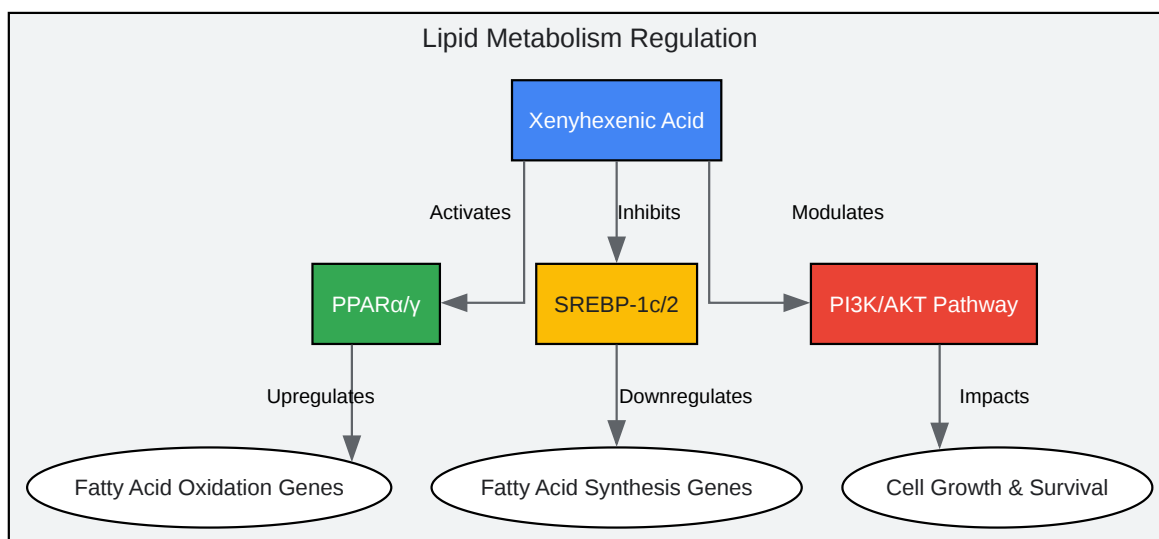 Lipid Metabolism Regulation
Xenyhexenic Acid
Activates
Inhibits
Modulates
PPARα/γ
SREBP-1c/2
PI3K/AKT Pathway
Upregulates
Downregulates
Impacts
Fatty Acid Oxidation Genes
Fatty Acid Synthesis Genes
Cell Growth & Survival